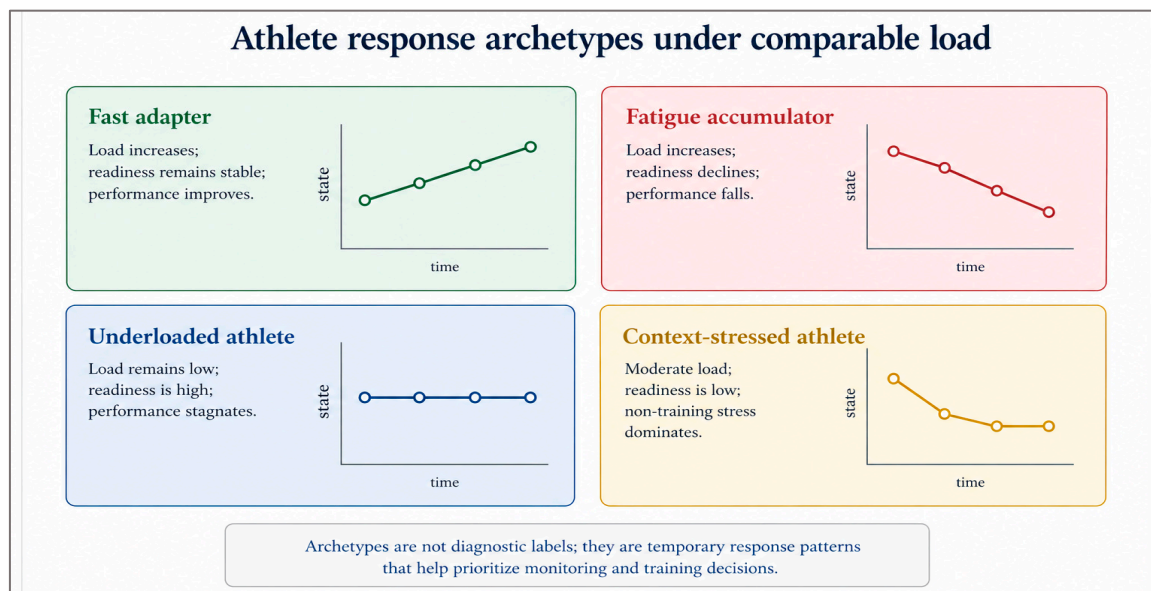 Athlete response archetypes under comparable load
Fast adapter
Load increases;
readiness remains stable;
performance improves.
state
time
Fatigue accumulator
Load increases;
readiness declines;
performance falls.
state
time
Underloaded athlete
Load remains low;
readiness is high;
performance stagnates.
state
time
Context-stressed athlete
Moderate load;
readiness is low;
non-training stress
dominates.
state
time
Archetypes are not diagnostic labels; they are temporary response patterns
that help prioritize monitoring and training decisions.